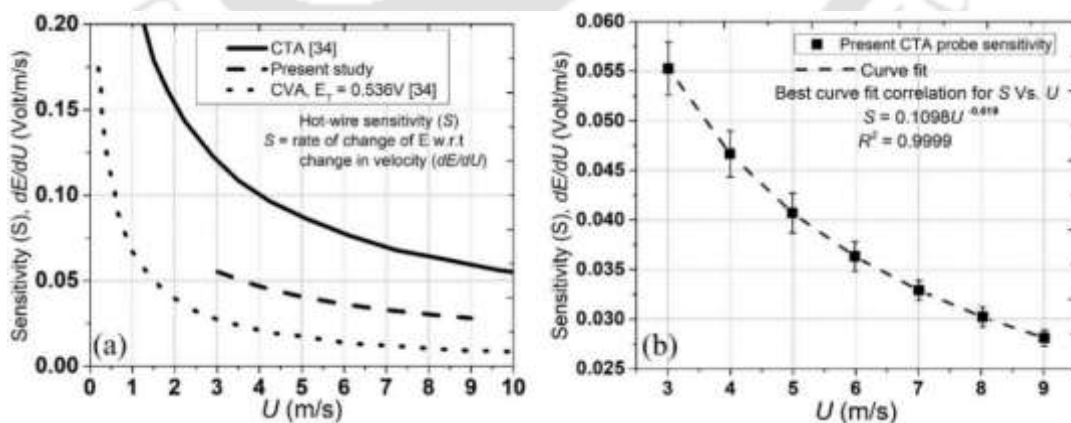 0.20
0.15
0.10
0.05
0.00
Sensitivity (S), dE/dU (Volt/m/s)
CTA [34]
Present study
CVA, E_T = 0.536V [34]
Hot-wire sensitivity (S)
S = rate of change of E w.r.t
change in velocity (dE/dU)
(a)
0 1 2 3 4 5 6 7 8 9 10
U (m/s)
0.060
0.055
0.050
0.045
0.040
0.035
0.030
0.025
Sensitivity (S), dE/dU (Volt/m/s)
Present CTA probe sensitivity
Curve fit
Best curve fit correlation for S Vs. U
S = 0.1098U^-0.619
R² = 0.9999
(b)
3 4 5 6 7 8 9
U (m/s)